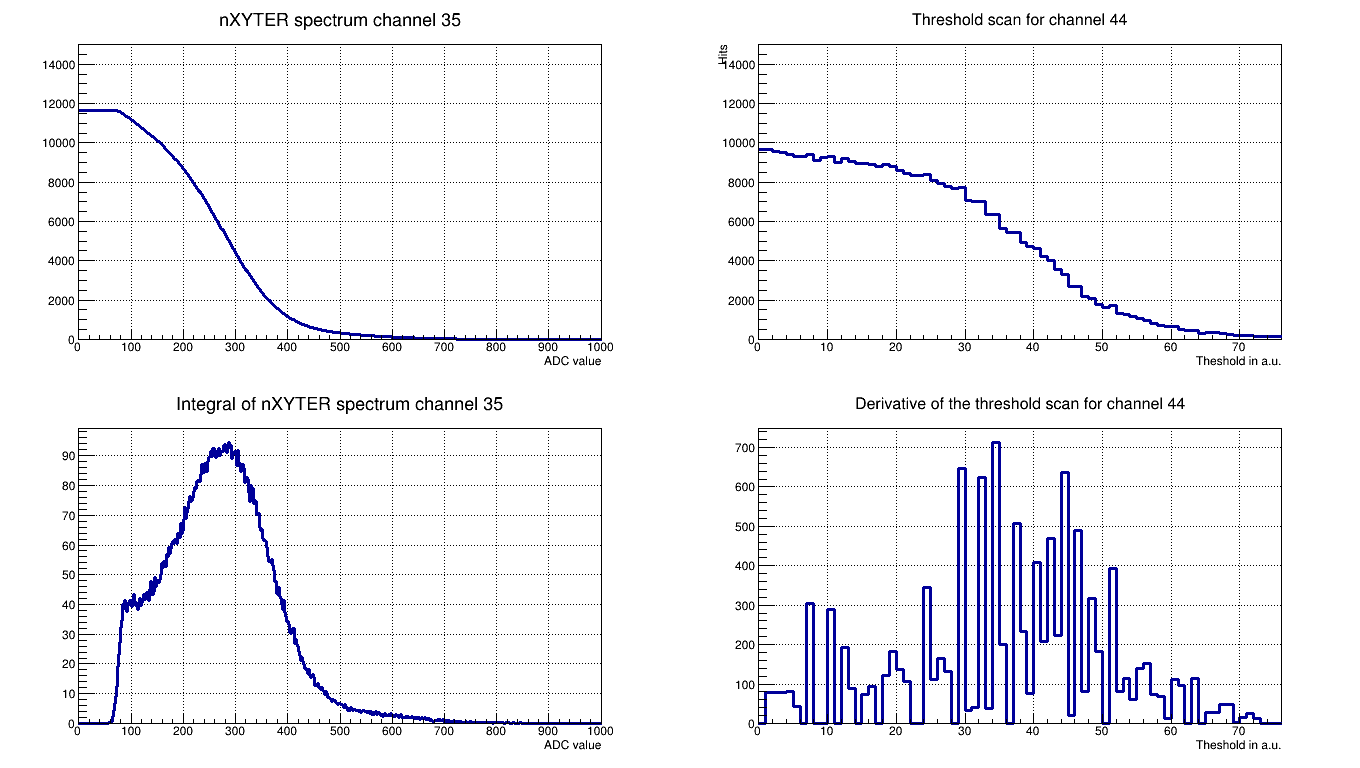 nXYTER spectrum channel 35
14000
12000
10000
8000
6000
4000
2000
0
0 100 200 300 400 500 600 700 800 900 1000
ADC value
Threshold scan for channel 44
Hits
14000
12000
10000
8000
6000
4000
2000
0
0 10 20 30 40 50 60 70
Theshold in a.u.
Integral of nXYTER spectrum channel 35
90
80
70
60
50
40
30
20
10
0
0 100 200 300 400 500 600 700 800 900 1000
ADC value
Derivative of the threshold scan for channel 44
700
600
500
400
300
200
100
0
0 10 20 30 40 50 60 70
Theshold in a.u.